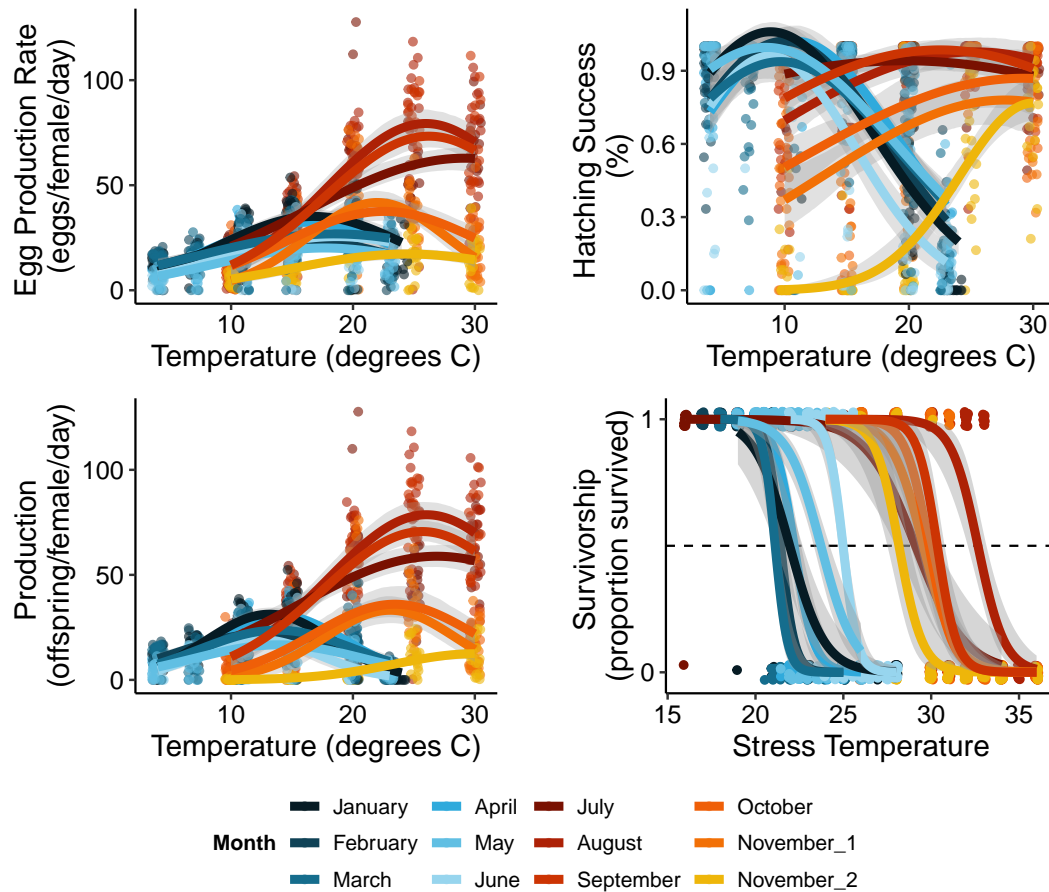 Egg Production Rate
(eggs/female/day)
100
50
0
10
20
30
Temperature (degrees C)
Hatching Success
(%)
0.9
0.6
0.3
0.0
10
20
30
Temperature (degrees C)
Production
(offspring/female/day)
100
50
0
10
20
30
Temperature (degrees C)
Survivorship
(proportion survived)
1
0
15
20
25
30
35
Stress Temperature
Month
January
February
March
April
May
June
July
August
September
October
November_1
November_2